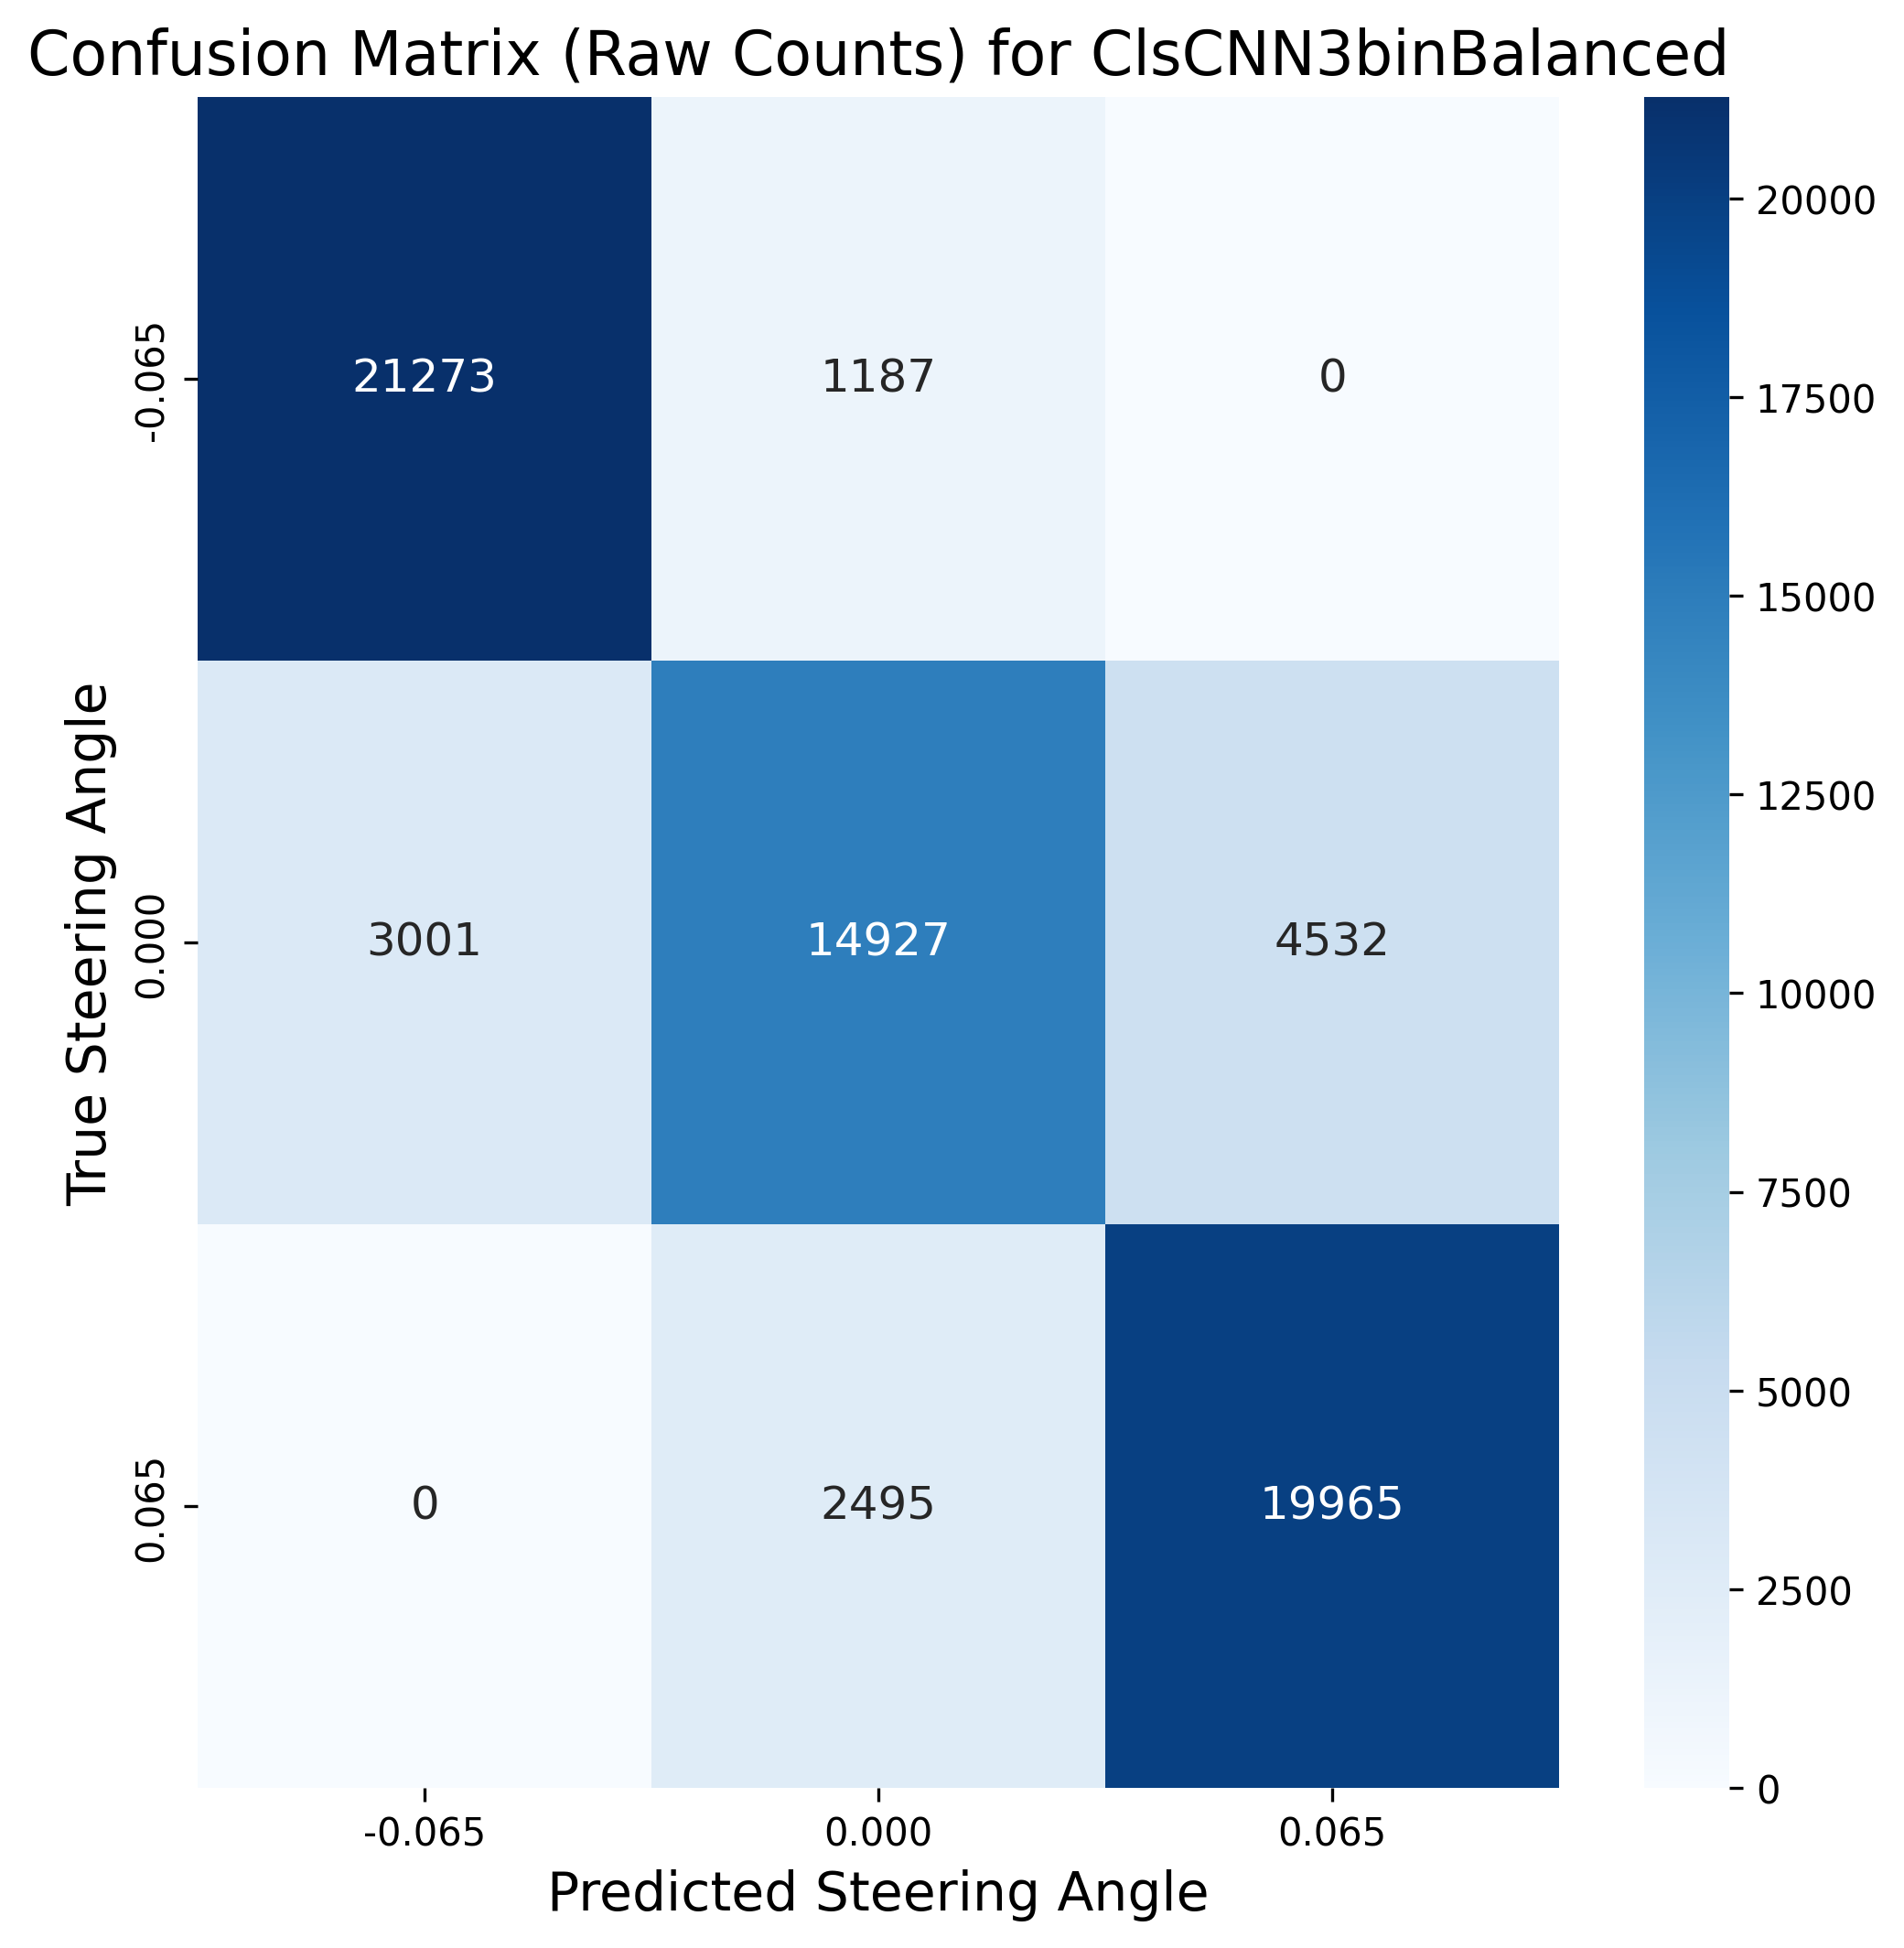 Confusion Matrix (Raw Counts) for ClsCNN3binBalanced
True Steering Angle
-0.065
21273 1187 0
0.000
3001 14927 4532
0.065
0 2495 19965
-0.065 0.000 0.065
Predicted Steering Angle
20000
17500
15000
12500
10000
7500
5000
2500
0